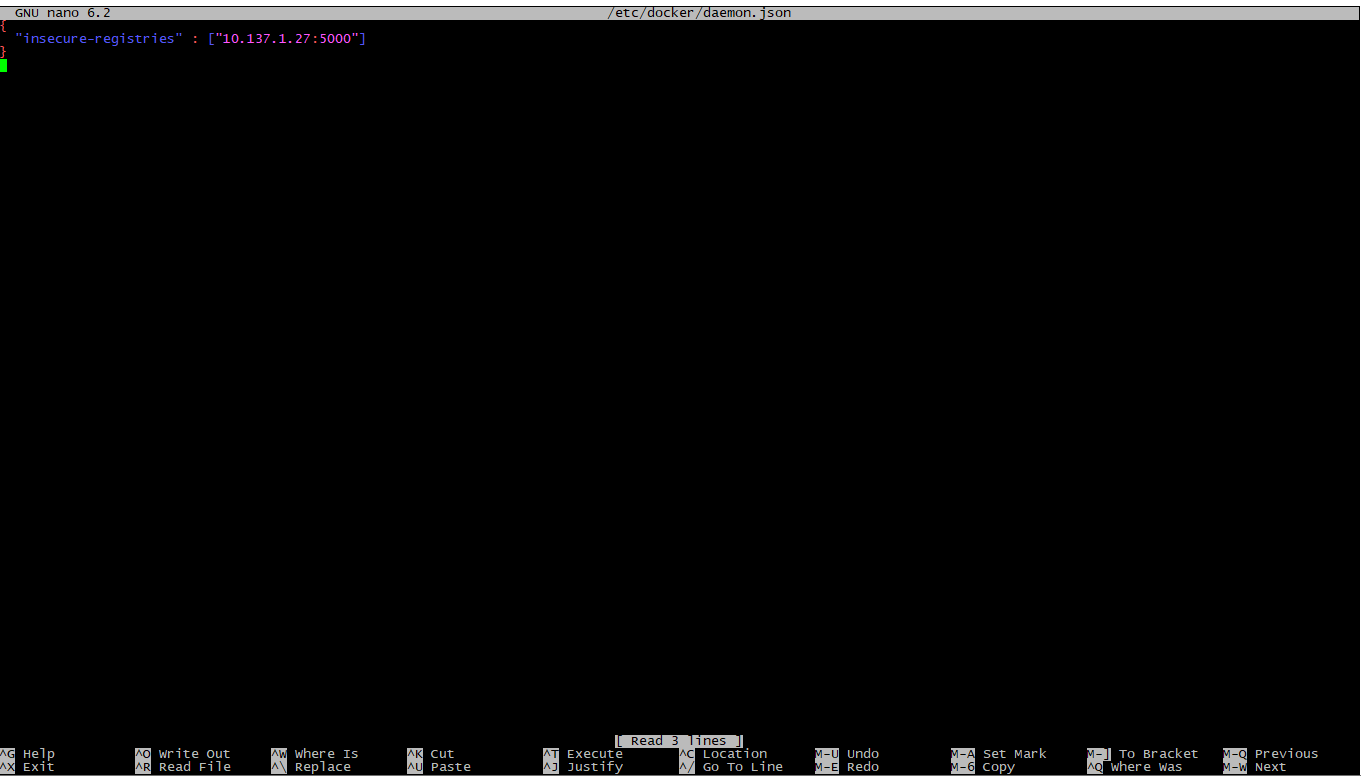 GNU nano 6.2 /etc/docker/daemon.json
{
"insecure-registries" : ["10.137.1.27:5000"]
}
[ Read 3 lines ]
^G Help ^O Write Out ^W Where Is ^K Cut ^T Execute ^C Location M-U Undo M-A Set Mark M-] To Bracket M-Q Previous
^X Exit ^R Read File ^\ Replace ^U Paste ^J Justify ^/ Go To Line M-E Redo M-6 Copy ^Q Where Was M-W Next